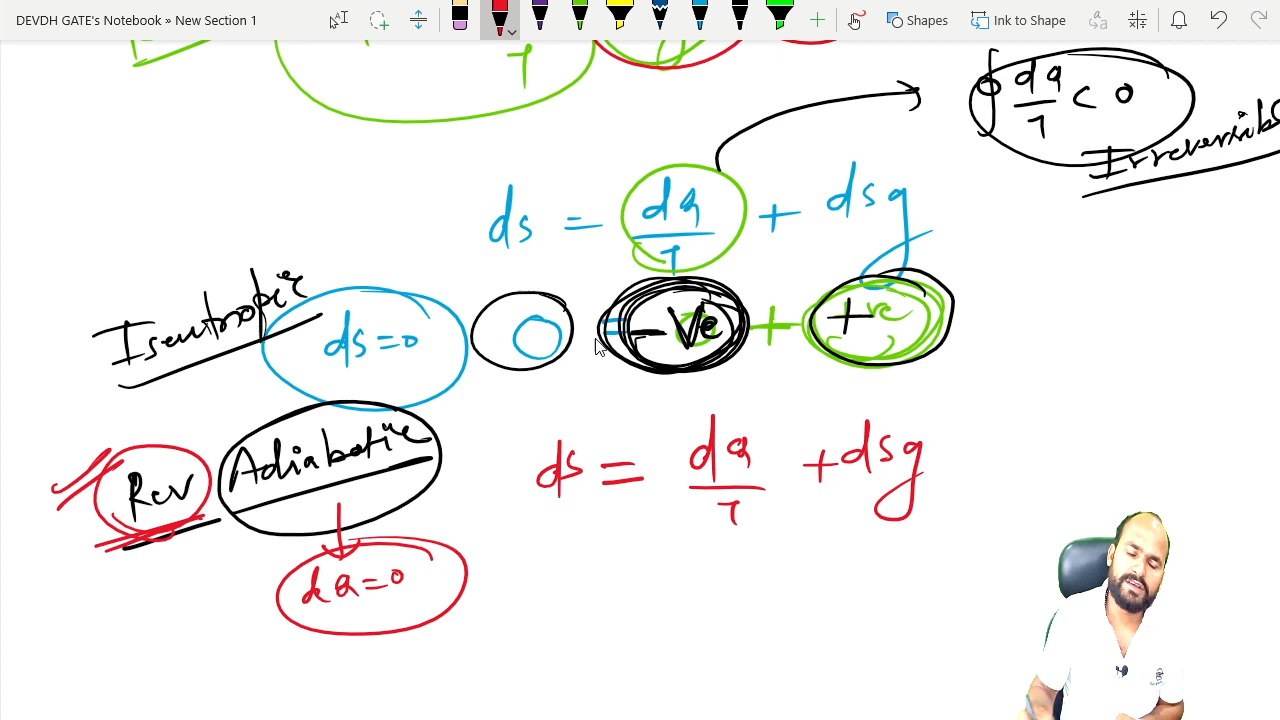 DEVDH GATE's Notebook » New Section 1
Shapes
Ink to Shape
T
∮ dQ/T < 0
Irreversib
ds = dQ/T + dsg
Isentropic ds=0 0 = -Ve + +ve
Rev Adiabatic ds = dQ/T + dsg
dQ=0